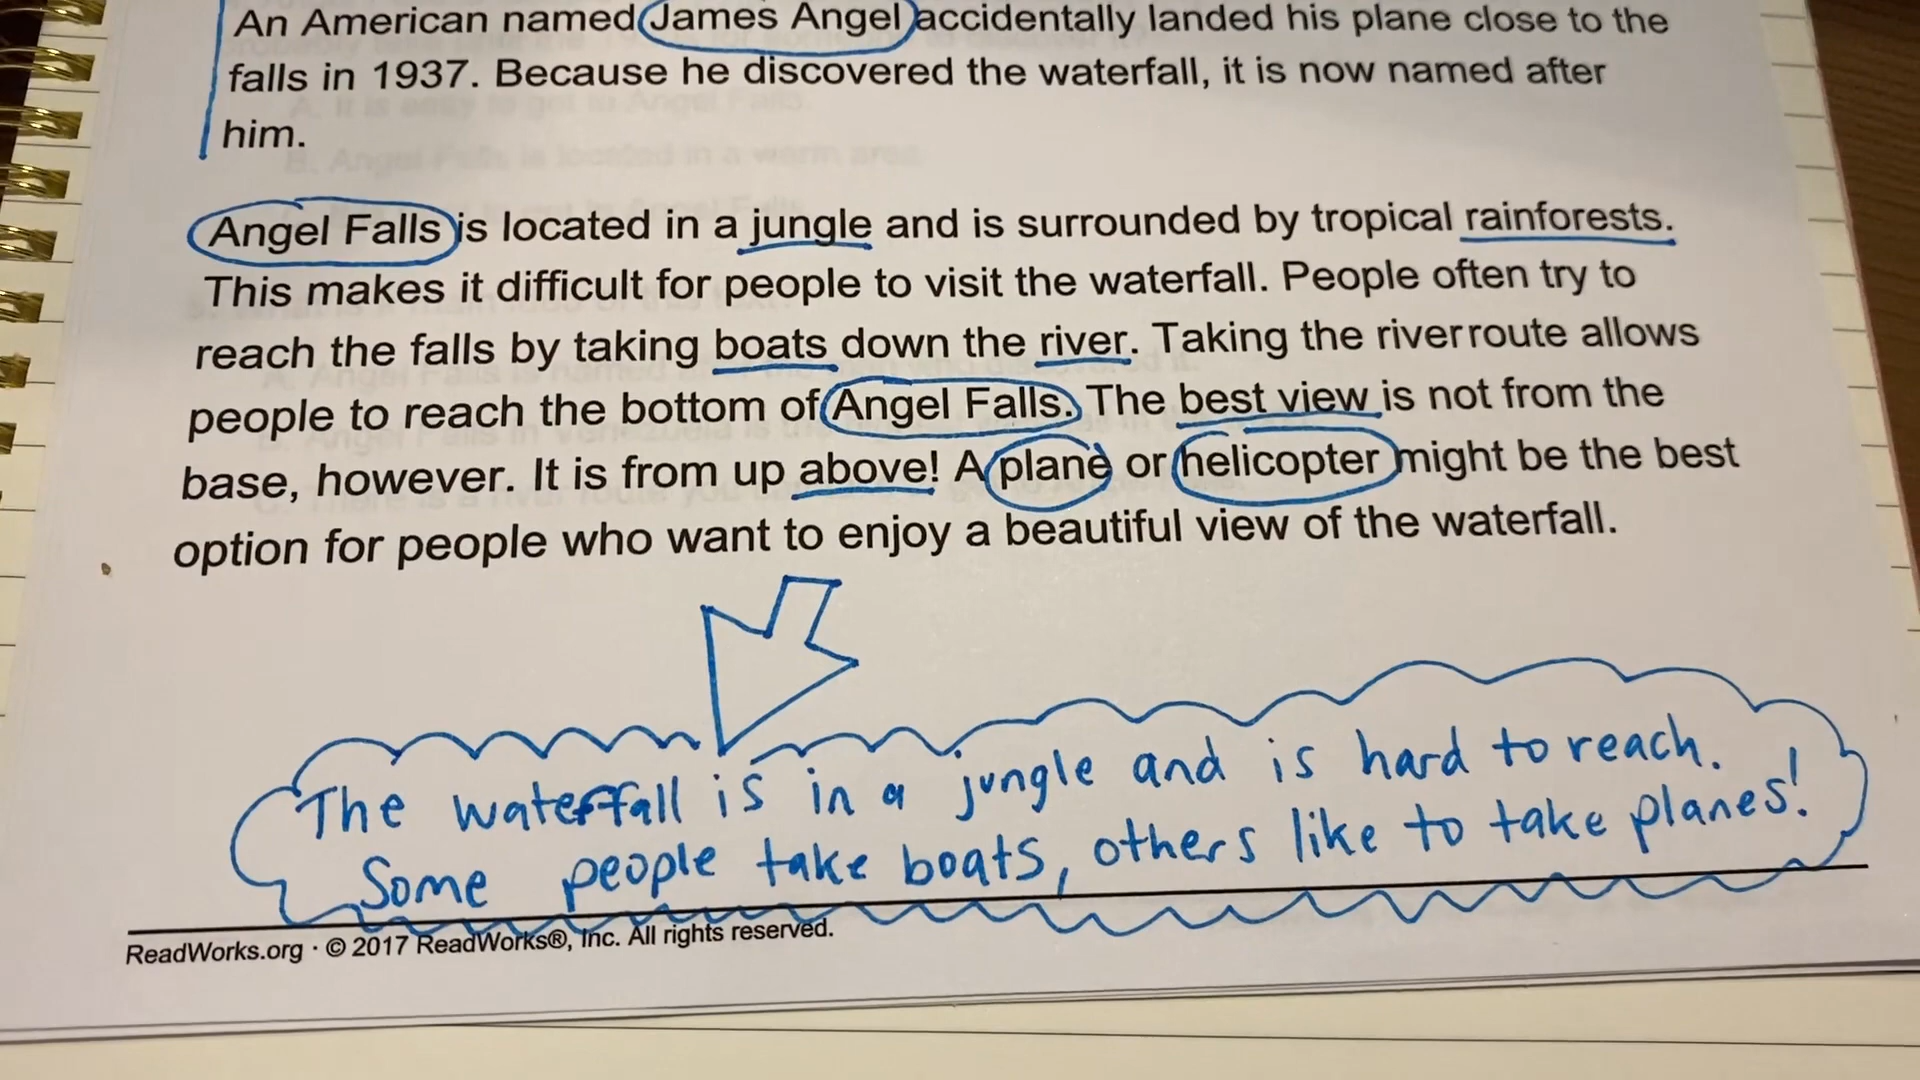 An American named James Angel accidentally landed his plane close to the
falls in 1937. Because he discovered the waterfall, it is now named after
him.
Angel Falls is located in a jungle and is surrounded by tropical rainforests.
This makes it difficult for people to visit the waterfall. People often try to
reach the falls by taking boats down the river. Taking the river route allows
people to reach the bottom of Angel Falls. The best view is not from the
base, however. It is from up above! A plane or helicopter might be the best
option for people who want to enjoy a beautiful view of the waterfall.
The waterfall is in a jungle and is hard to reach.
Some people take boats, others like to take planes!
ReadWorks.org · © 2017 ReadWorks®, Inc. All rights reserved.